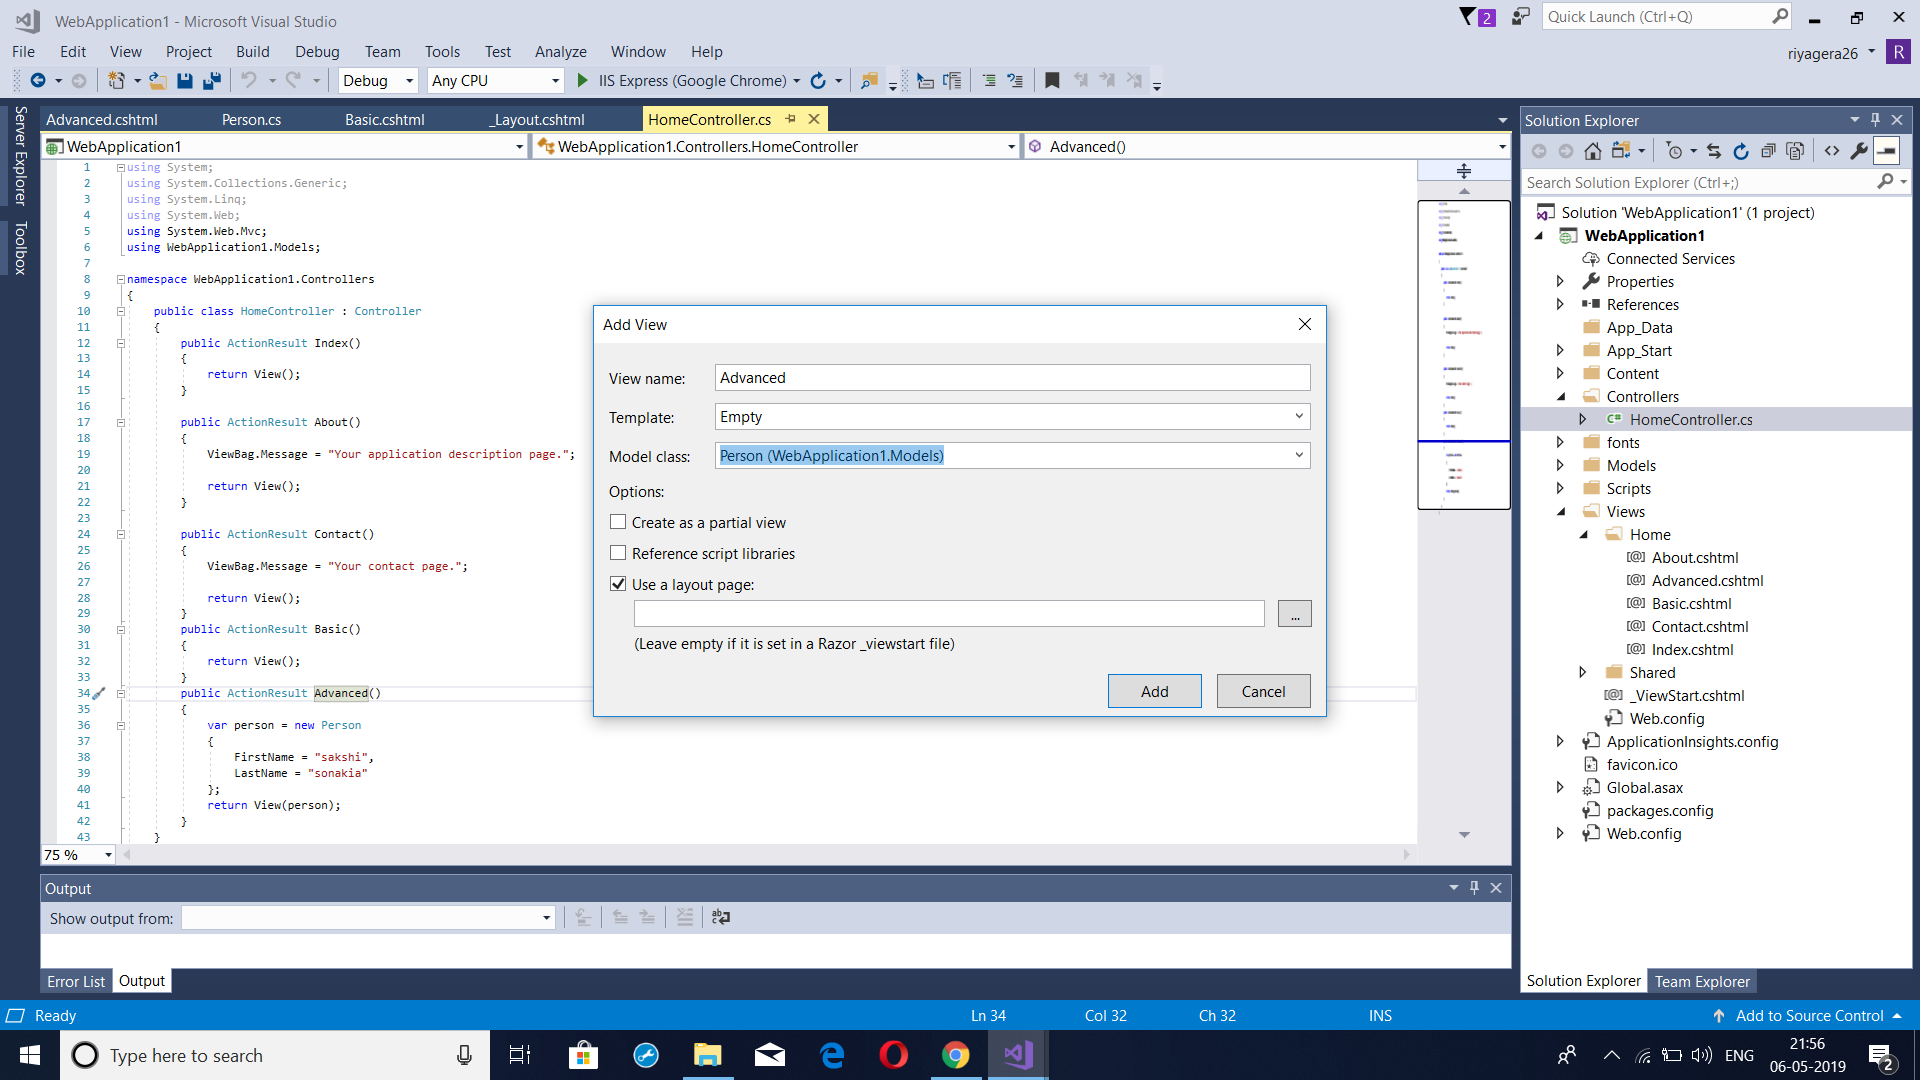 WebApplication1 - Microsoft Visual Studio
2
Quick Launch (Ctrl+Q)
File Edit View Project Build Debug Team Tools Test Analyze Window Help
riyagera26 R
Debug Any CPU IIS Express (Google Chrome)
Server Explorer
Toolbox
Advanced.cshtml Person.cs Basic.cshtml _Layout.cshtml HomeController.cs
WebApplication1 WebApplication1.Controllers.HomeController Advanced()
1 using System;
2 using System.Collections.Generic;
3 using System.Linq;
4 using System.Web;
5 using System.Web.Mvc;
6 using WebApplication1.Models;
7
8 namespace WebApplication1.Controllers
9 {
10 public class HomeController : Controller
11 {
12 public ActionResult Index()
13 {
14 return View();
15 }
16
17 public ActionResult About()
18 {
19 ViewBag.Message = "Your application description page.";
20
21 return View();
22 }
23
24 public ActionResult Contact()
25 {
26 ViewBag.Message = "Your contact page.";
27
28 return View();
29 }
30 public ActionResult Basic()
31 {
32 return View();
33 }
34 public ActionResult Advanced()
35 {
36 var person = new Person
37 {
38 FirstName = "sakshi",
39 LastName = "sonakia"
40 };
41 return View(person);
42 }
43 }
75 %
Add View
View name: Advanced
Template: Empty
Model class: Person (WebApplication1.Models)
Options:
Create as a partial view
Reference script libraries
Use a layout page:
...
(Leave empty if it is set in a Razor _viewstart file)
Add Cancel
Solution Explorer
Search Solution Explorer (Ctrl+;)
Solution 'WebApplication1' (1 project)
WebApplication1
Connected Services
Properties
References
App_Data
App_Start
Content
Controllers
C# HomeController.cs
fonts
Models
Scripts
Views
Home
[@] About.cshtml
[@] Advanced.cshtml
[@] Basic.cshtml
[@] Contact.cshtml
[@] Index.cshtml
Shared
[@] _ViewStart.cshtml
Web.config
ApplicationInsights.config
favicon.ico
Global.asax
packages.config
Web.config
Output
Show output from:
Error List Output
Solution Explorer Team Explorer
Ready Ln 34 Col 32 Ch 32 INS Add to Source Control
Type here to search
ENG
21:56
06-05-2019
2